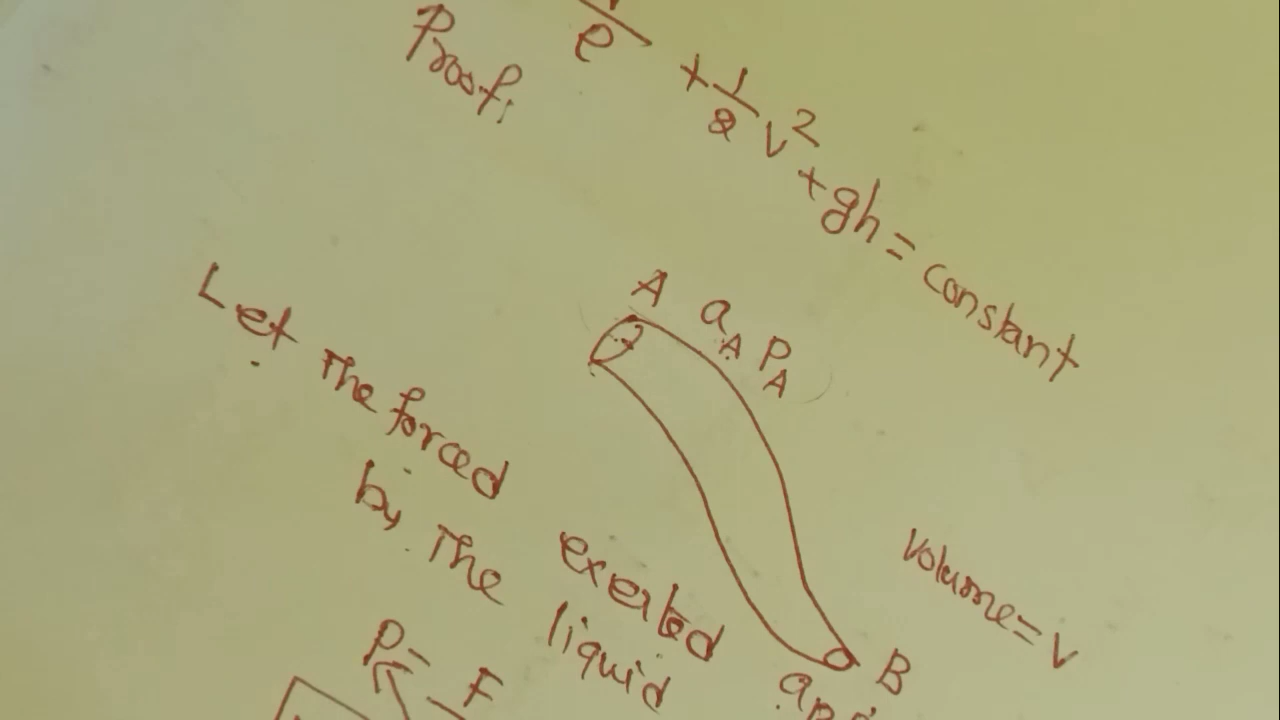 ρ + 1/2 v² + gh = constant
Proof:
A a_A P_A
Let The forced exerted
by The liquid
Volume = V
B
P = F